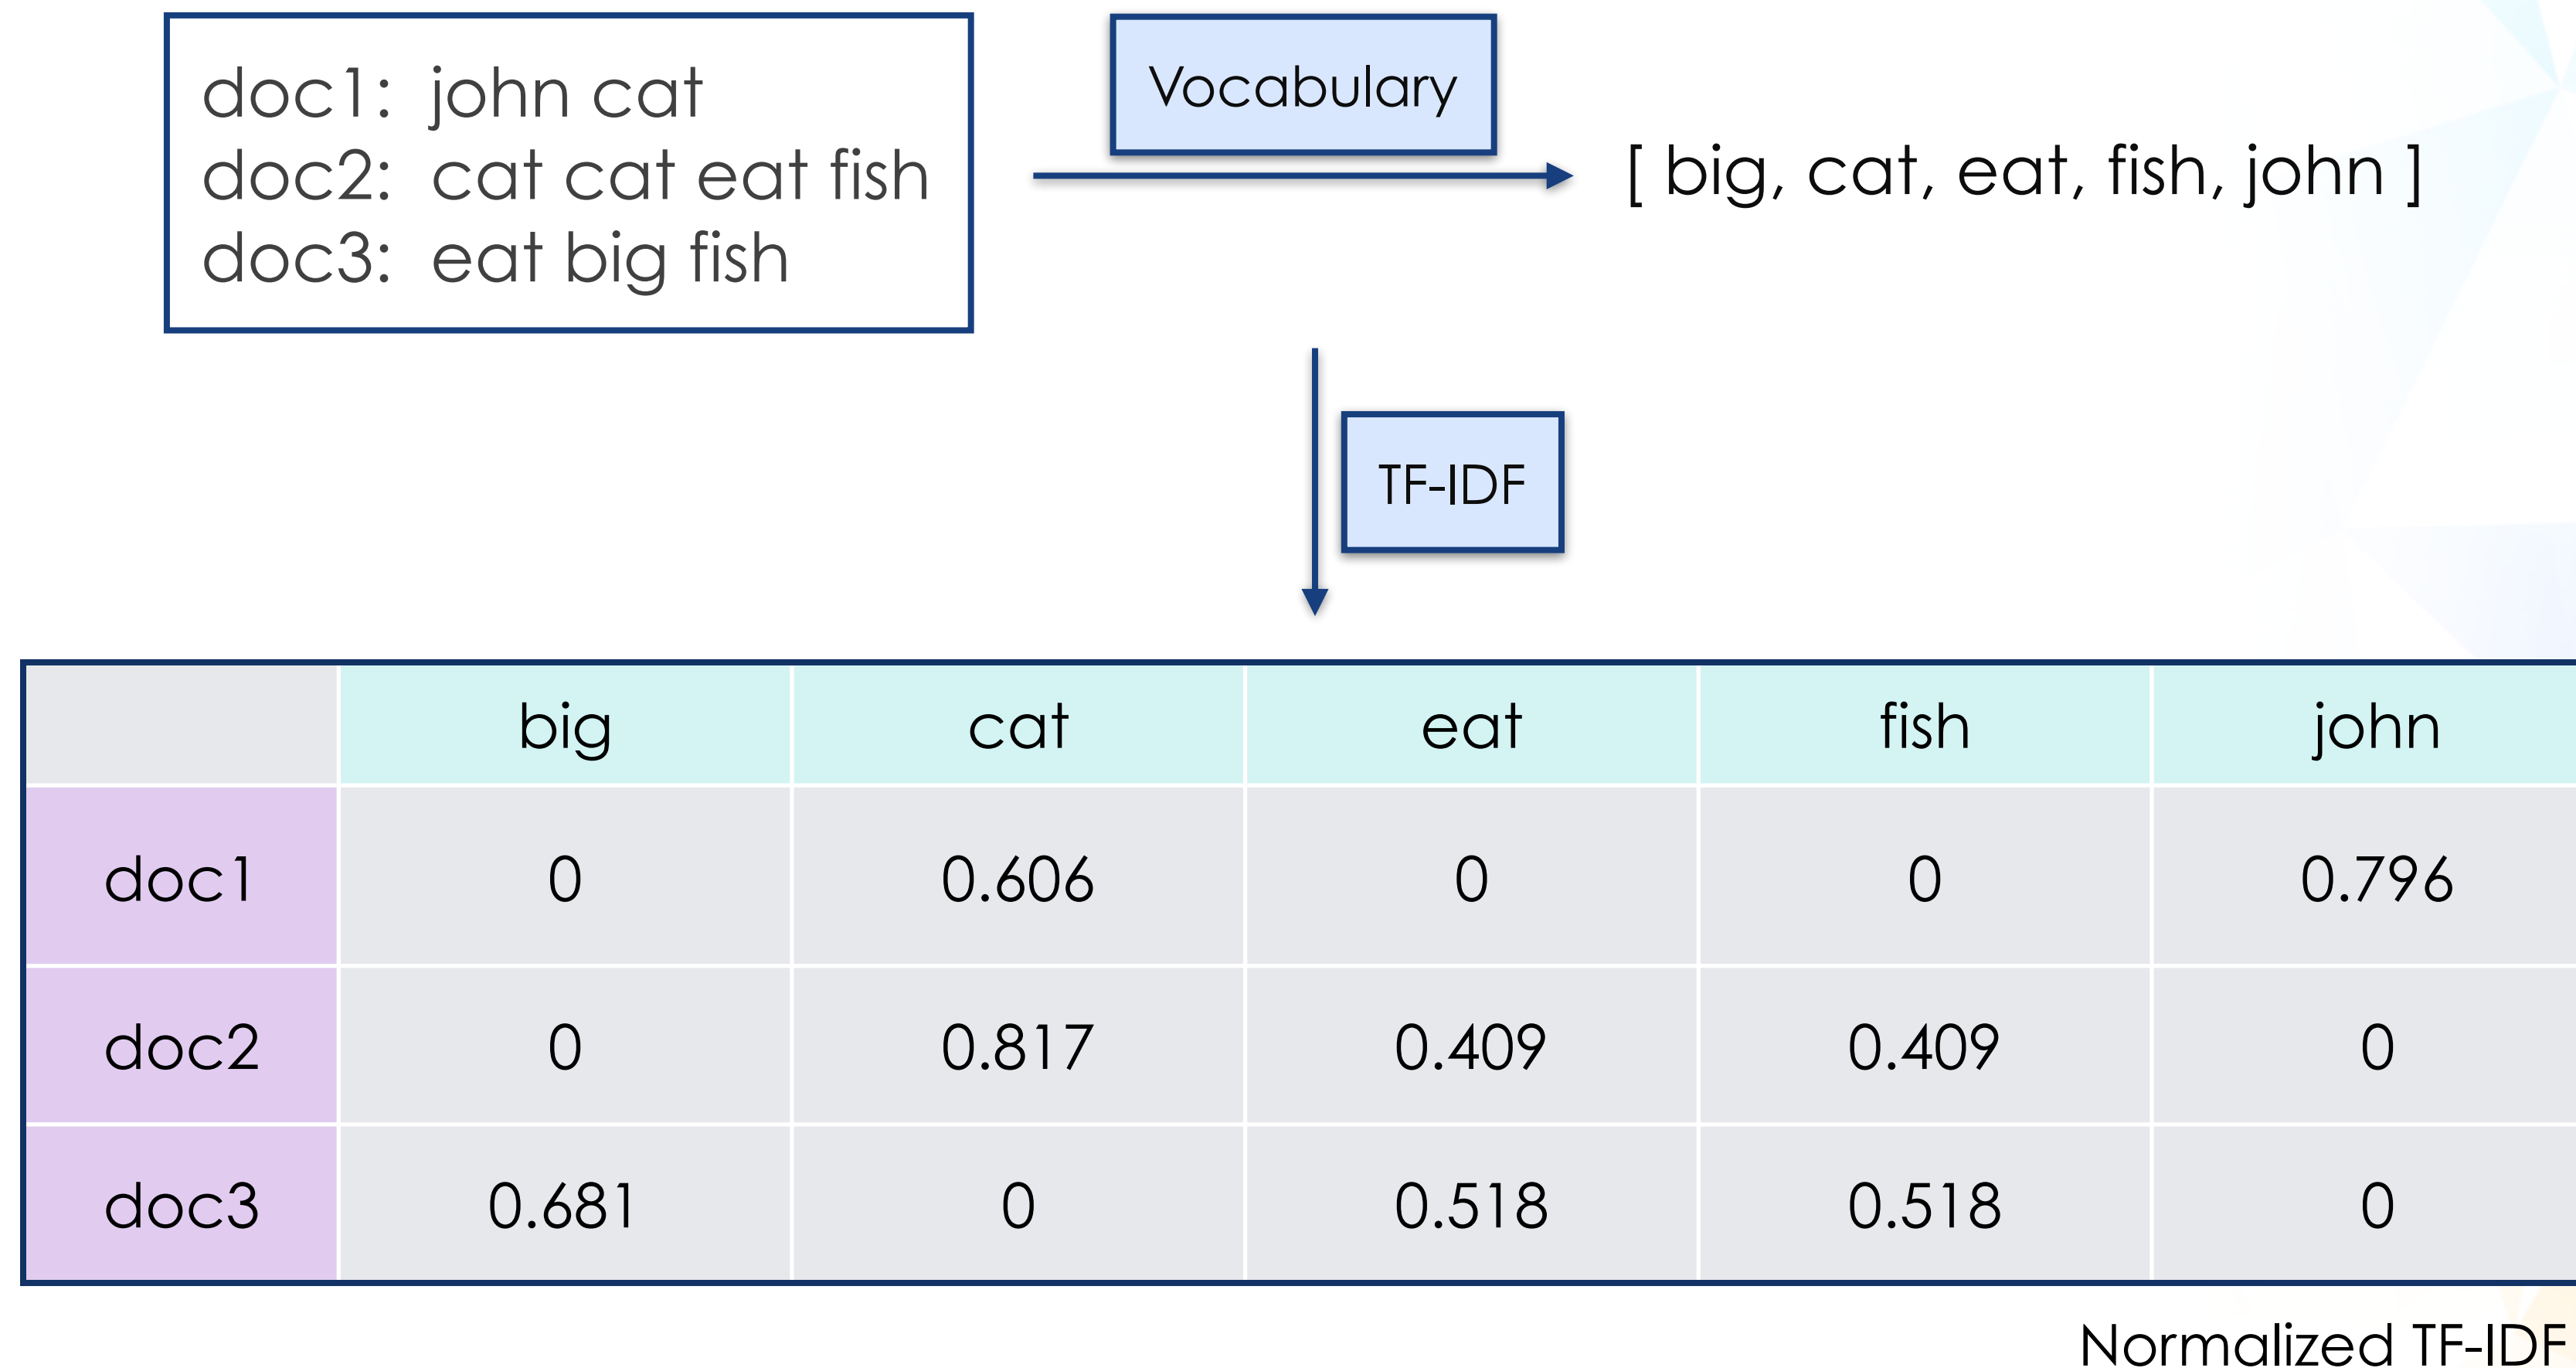 doc1: john cat
doc2: cat cat eat fish
doc3: eat big fish
Vocabulary
[ big, cat, eat, fish, john ]
TF-IDF
big cat eat fish john
doc1 0 0.606 0 0 0.796
doc2 0 0.817 0.409 0.409 0
doc3 0.681 0 0.518 0.518 0
Normalized TF-IDF